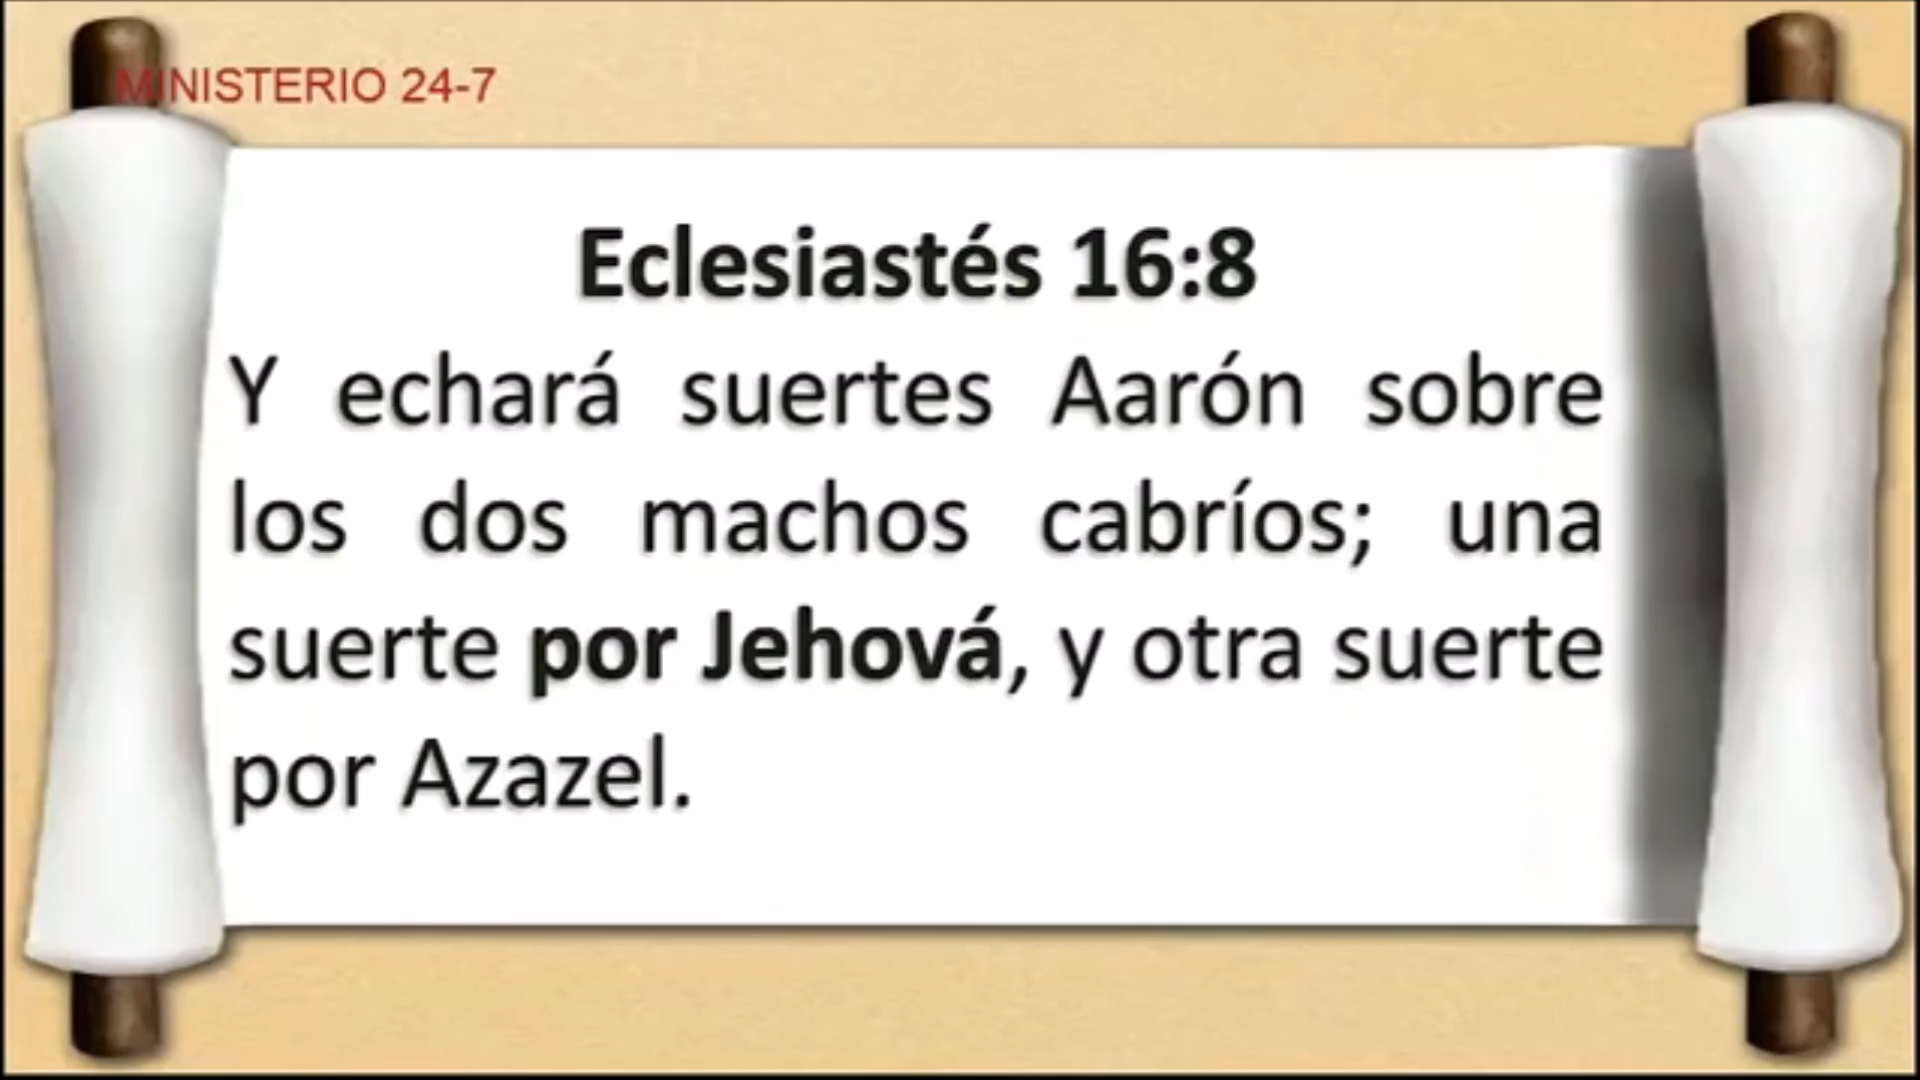 MINISTERIO 24-7
Eclesiastés 16:8
Y echará suertes Aarón sobre
los dos machos cabríos; una
suerte por Jehová, y otra suerte
por Azazel.